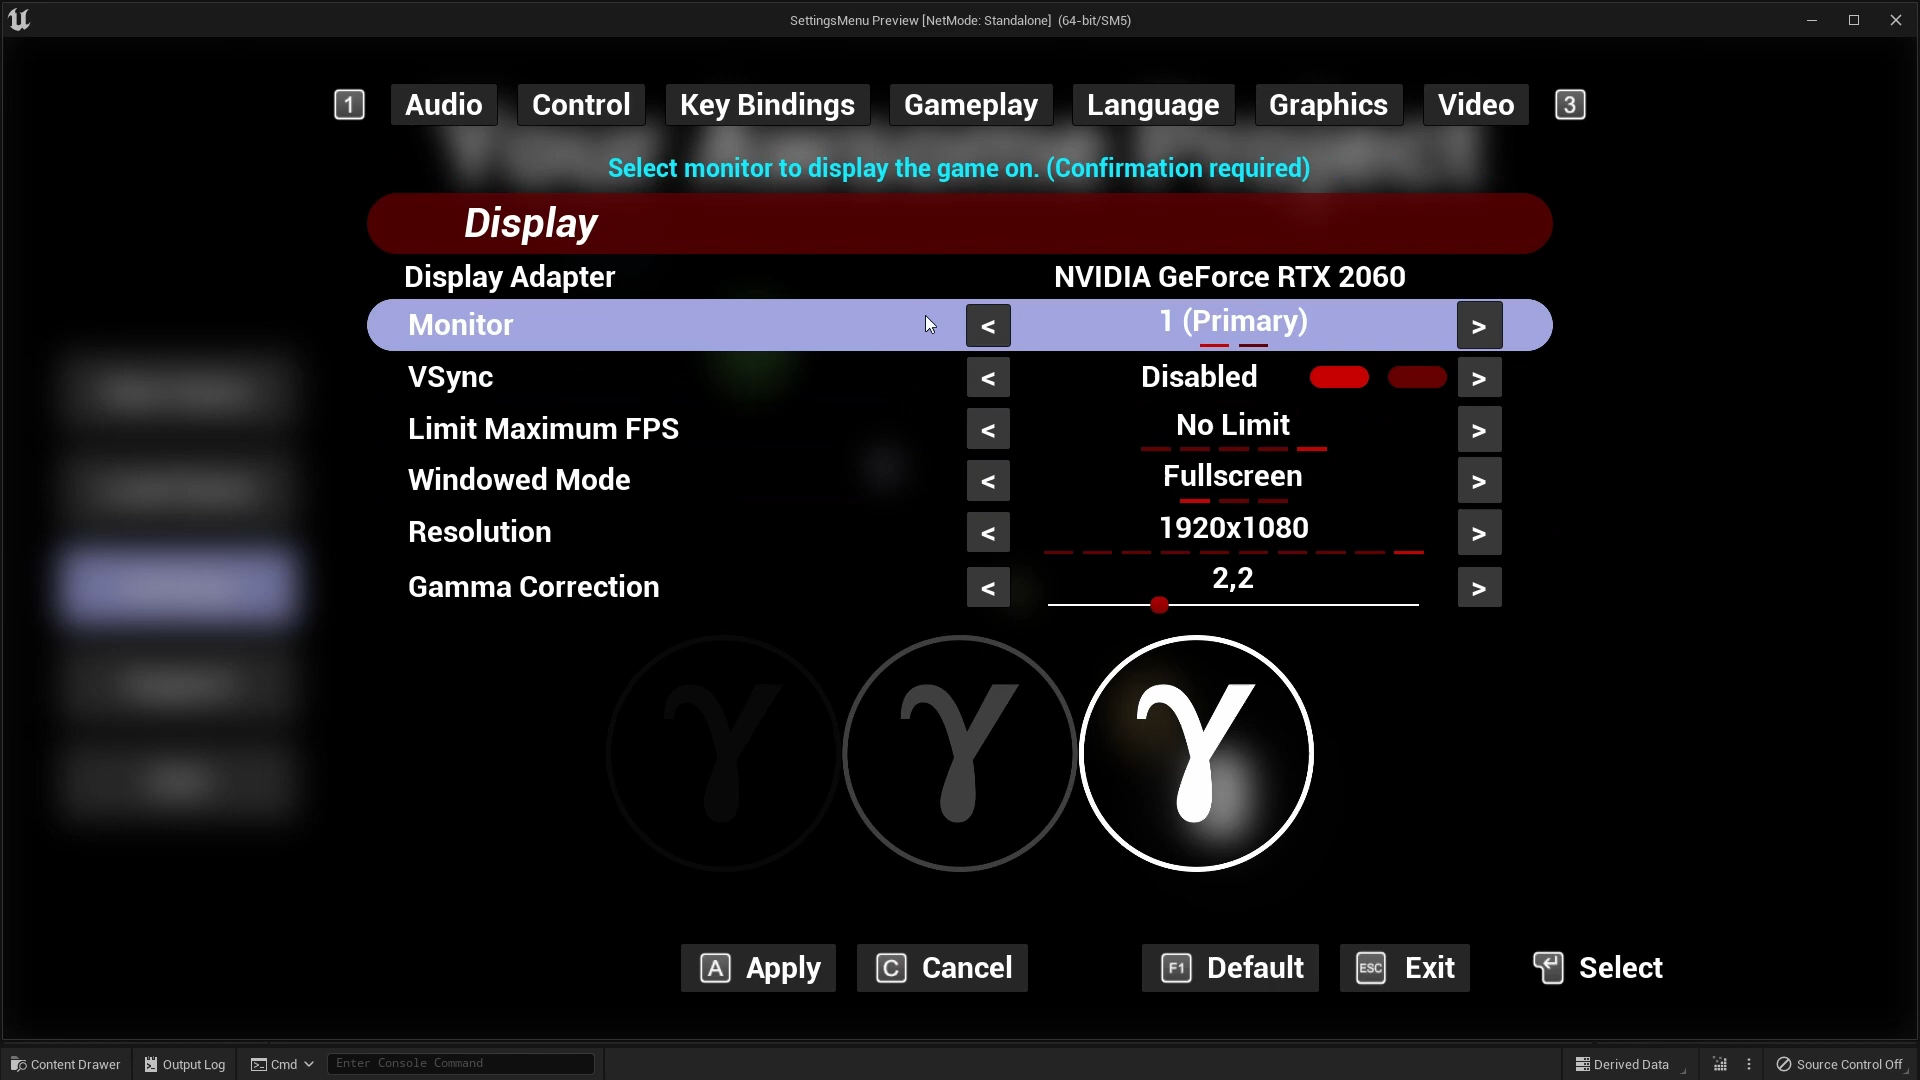 SettingsMenu Preview [NetMode: Standalone]  (64-bit/SM5)
1 Audio Control Key Bindings Gameplay Language Graphics Video 3
Select monitor to display the game on. (Confirmation required)
Display
Display Adapter NVIDIA GeForce RTX 2060
Monitor < 1 (Primary) >
VSync < Disabled >
Limit Maximum FPS < No Limit >
Windowed Mode < Fullscreen >
Resolution < 1920x1080 >
Gamma Correction < 2,2 >
γ γ γ
A Apply C Cancel F1 Default ESC Exit Select
Content Drawer Output Log Cmd Enter Console Command Derived Data Source Control Off